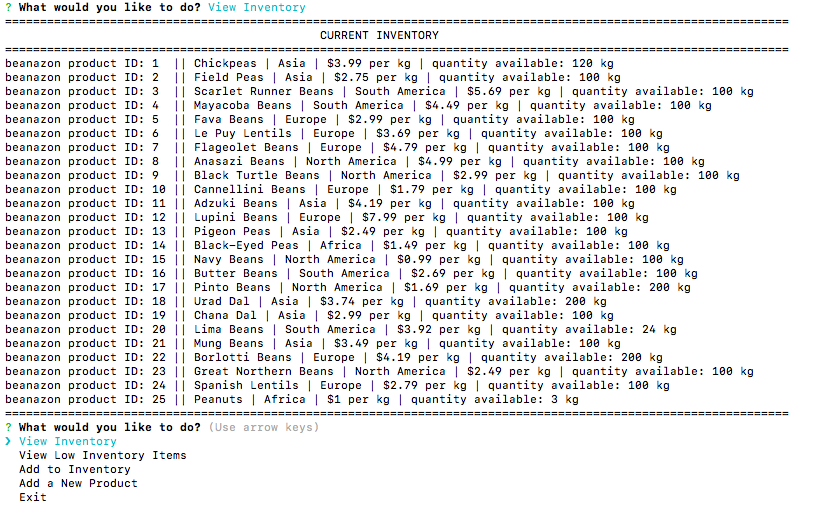 ? What would you like to do? View Inventory
================================================================================================================
CURRENT INVENTORY
================================================================================================================
beanazon product ID: 1  || Chickpeas | Asia | $3.99 per kg | quantity available: 120 kg
beanazon product ID: 2  || Field Peas | Asia | $2.75 per kg | quantity available: 100 kg
beanazon product ID: 3  || Scarlet Runner Beans | South America | $5.69 per kg | quantity available: 100 kg
beanazon product ID: 4  || Mayacoba Beans | South America | $4.49 per kg | quantity available: 100 kg
beanazon product ID: 5  || Fava Beans | Europe | $2.99 per kg | quantity available: 100 kg
beanazon product ID: 6  || Le Puy Lentils | Europe | $3.69 per kg | quantity available: 100 kg
beanazon product ID: 7  || Flageolet Beans | Europe | $4.79 per kg | quantity available: 100 kg
beanazon product ID: 8  || Anasazi Beans | North America | $4.99 per kg | quantity available: 100 kg
beanazon product ID: 9  || Black Turtle Beans | North America | $2.99 per kg | quantity available: 100 kg
beanazon product ID: 10 || Cannellini Beans | Europe | $1.79 per kg | quantity available: 100 kg
beanazon product ID: 11 || Adzuki Beans | Asia | $4.19 per kg | quantity available: 100 kg
beanazon product ID: 12 || Lupini Beans | Europe | $7.99 per kg | quantity available: 100 kg
beanazon product ID: 13 || Pigeon Peas | Asia | $2.49 per kg | quantity available: 100 kg
beanazon product ID: 14 || Black-Eyed Peas | Africa | $1.49 per kg | quantity available: 100 kg
beanazon product ID: 15 || Navy Beans | North America | $0.99 per kg | quantity available: 100 kg
beanazon product ID: 16 || Butter Beans | South America | $2.69 per kg | quantity available: 100 kg
beanazon product ID: 17 || Pinto Beans | North America | $1.69 per kg | quantity available: 200 kg
beanazon product ID: 18 || Urad Dal | Asia | $3.74 per kg | quantity available: 200 kg
beanazon product ID: 19 || Chana Dal | Asia | $2.99 per kg | quantity available: 100 kg
beanazon product ID: 20 || Lima Beans | South America | $3.92 per kg | quantity available: 24 kg
beanazon product ID: 21 || Mung Beans | Asia | $3.49 per kg | quantity available: 100 kg
beanazon product ID: 22 || Borlotti Beans | Europe | $4.19 per kg | quantity available: 200 kg
beanazon product ID: 23 || Great Northern Beans | North America | $2.49 per kg | quantity available: 100 kg
beanazon product ID: 24 || Spanish Lentils | Europe | $2.79 per kg | quantity available: 100 kg
beanazon product ID: 25 || Peanuts | Africa | $1 per kg | quantity available: 3 kg
================================================================================================================
? What would you like to do? (Use arrow keys)
❯ View Inventory
View Low Inventory Items
Add to Inventory
Add a New Product
Exit